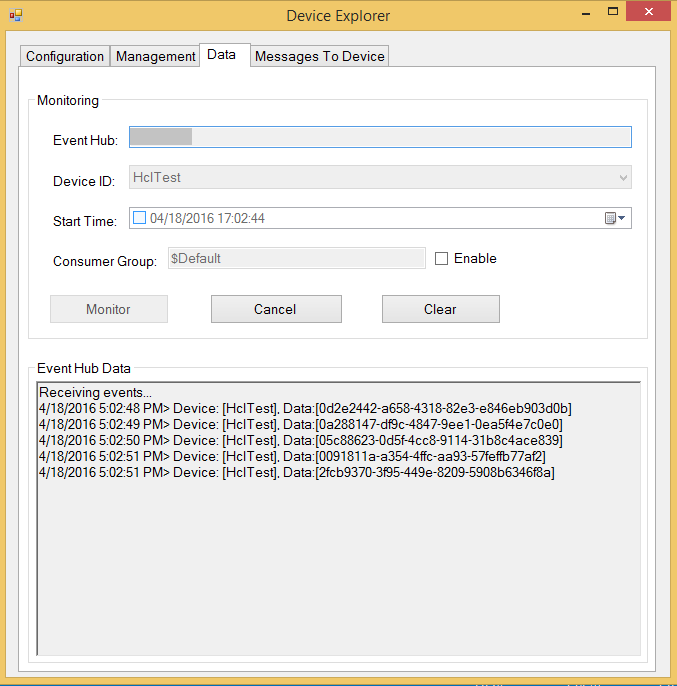 Device Explorer
Configuration Management Data Messages To Device
Monitoring
Event Hub:
Device ID: HclTest
Start Time: 04/18/2016 17:02:44
Consumer Group: $Default Enable
Monitor Cancel Clear
Event Hub Data
Receiving events...
4/18/2016 5:02:48 PM> Device: [HclTest], Data:[0d2e2442-a658-4318-82e3-e846eb903d0b]
4/18/2016 5:02:49 PM> Device: [HclTest], Data:[0a288147-df9c-4847-9ee1-0ea5f4e7c0e0]
4/18/2016 5:02:50 PM> Device: [HclTest], Data:[05c88623-0d5f-4cc8-9114-31b8c4ace839]
4/18/2016 5:02:51 PM> Device: [HclTest], Data:[0091811a-a354-4ffc-aa93-57feffb77af2]
4/18/2016 5:02:51 PM> Device: [HclTest], Data:[2fcb9370-3f95-449e-8209-5908b6346f8a]